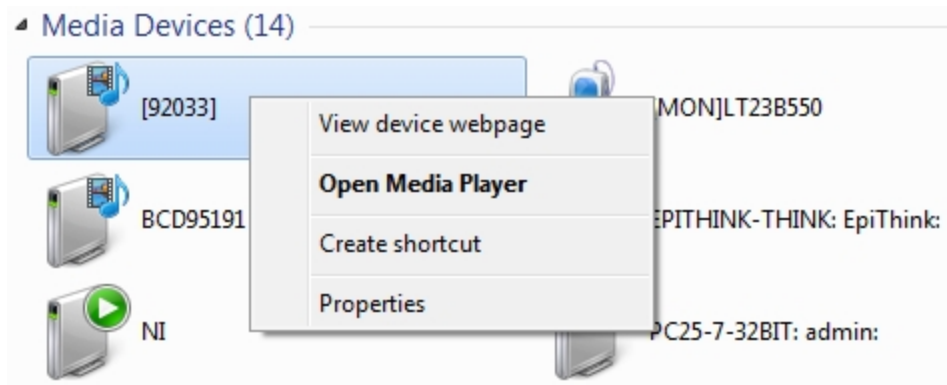 Media Devices (14)
[92033]
View device webpage
MON]LT23B550
Open Media Player
BCD95191
Create shortcut
EPITHINK-THINK: EpiThink:
Properties
NI
PC25-7-32BIT: admin: